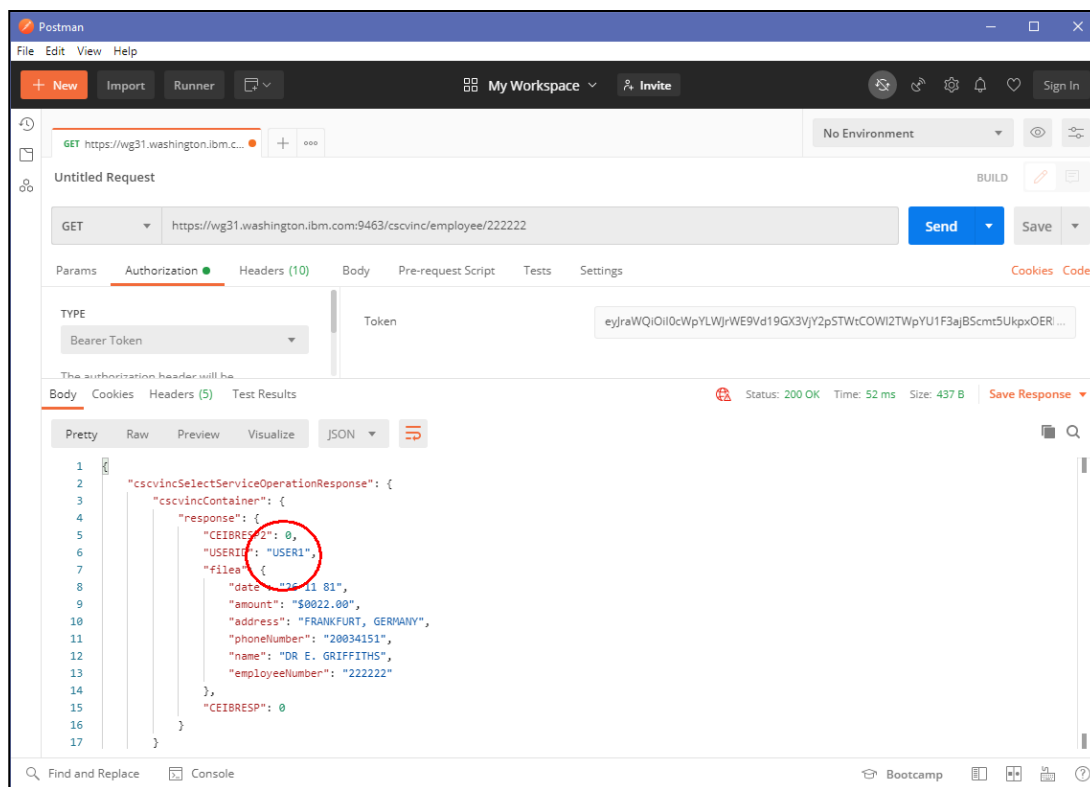 Postman
File Edit View Help
+ New Import Runner My Workspace Invite Sign In
GET https://wg31.washington.ibm.c... No Environment
Untitled Request BUILD
GET https://wg31.washington.ibm.com:9463/cscvinc/employee/222222 Send Save
Params Authorization Headers (10) Body Pre-request Script Tests Settings Cookies Code
TYPE
Token
Bearer Token
The authorization header will be
Body Cookies Headers (5) Test Results Status: 200 OK Time: 52 ms Size: 437 B Save Response
Pretty Raw Preview Visualize JSON
1 {
2 "cscvincSelectServiceOperationResponse": {
3 "cscvincContainer": {
4 "response": {
5 "CEIBRESP2": 0,
6 "USERID": "USER1",
7 "filea": {
8 "date": "26 11 81",
9 "amount": "$0022.00",
10 "address": "FRANKFURT, GERMANY",
11 "phoneNumber": "20034151",
12 "name": "DR E. GRIFFITHS",
13 "employeeNumber": "222222"
14 },
15 "CEIBRESP": 0
16 }
17 }
Find and Replace Console Bootcamp